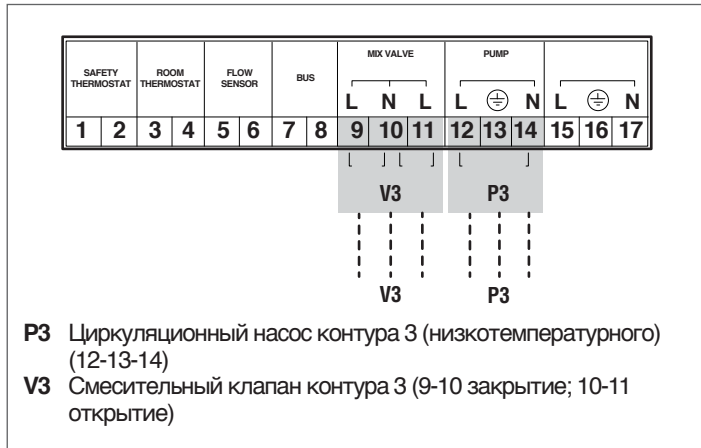 MIX VALVE PUMP
SAFETY ROOM FLOW BUS
THERMOSTAT THERMOSTAT SENSOR
L N L L ⏚ N L ⏚ N
1 2 3 4 5 6 7 8 9 10 11 12 13 14 15 16 17
V3 P3
V3 P3
P3 Циркуляционный насос контура 3 (низкотемпературного)
(12-13-14)
V3 Смесительный клапан контура 3 (9-10 закрытие; 10-11
открытие)